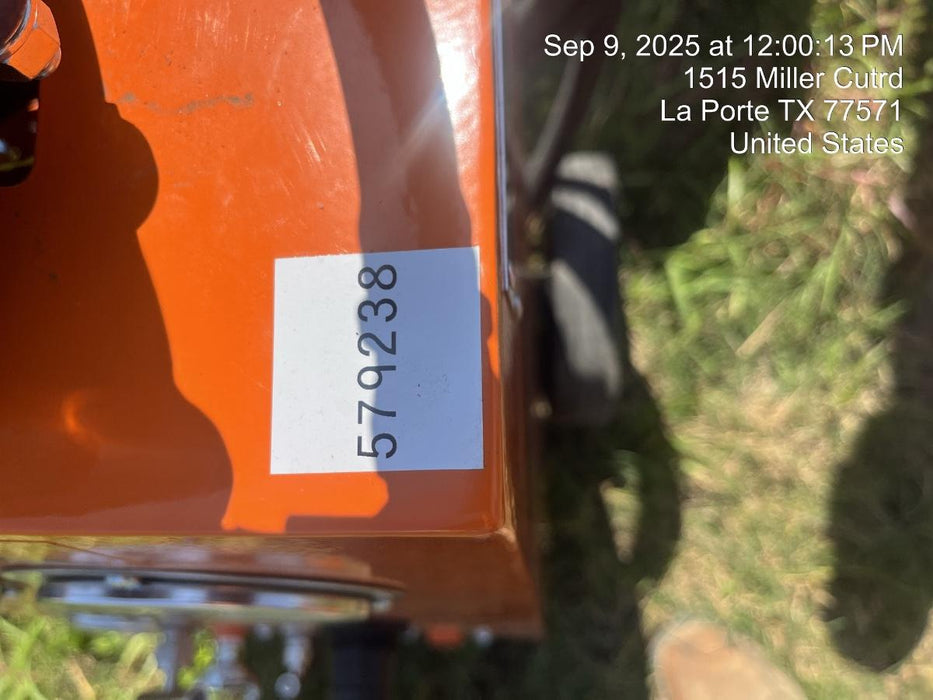 Sep 9, 2025 at 12:00:13 PM
1515 Miller Cutrd
La Porte TX 77571
United States
579238